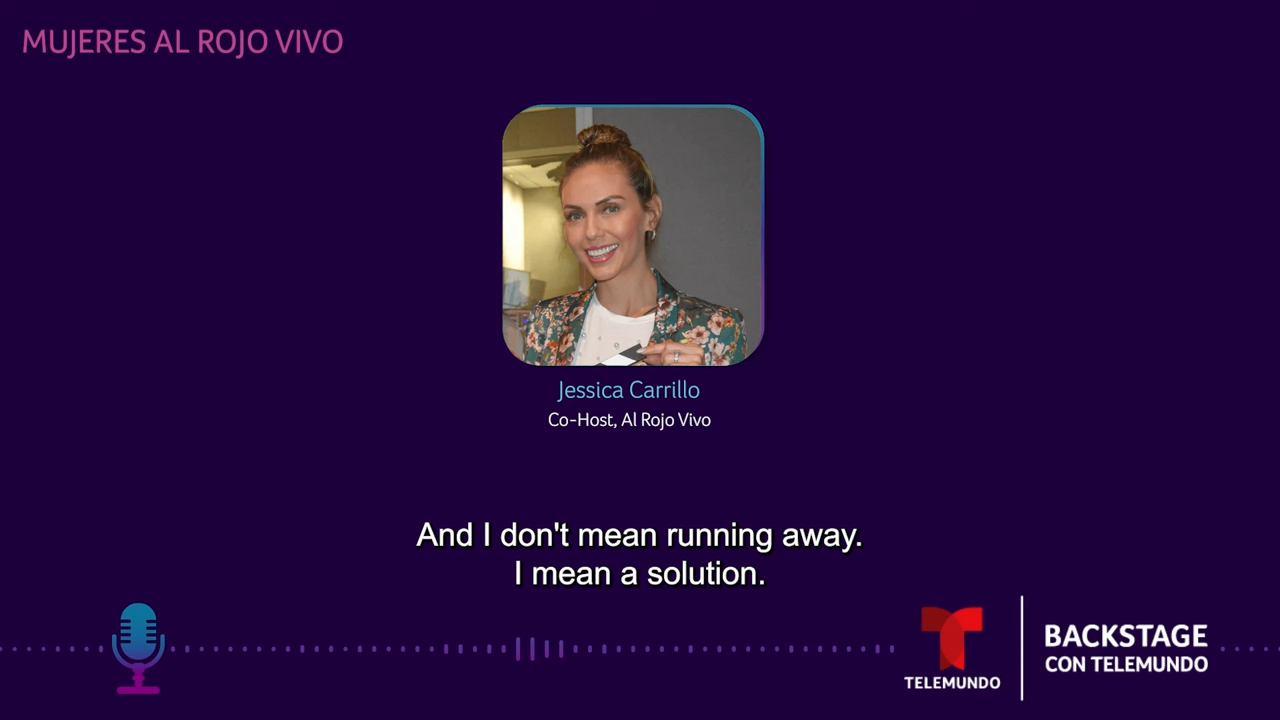 MUJERES AL ROJO VIVO
Jessica Carrillo
Co-Host, Al Rojo Vivo
And I don't mean running away.
I mean a solution.
TELEMUNDO
BACKSTAGE
CON TELEMUNDO